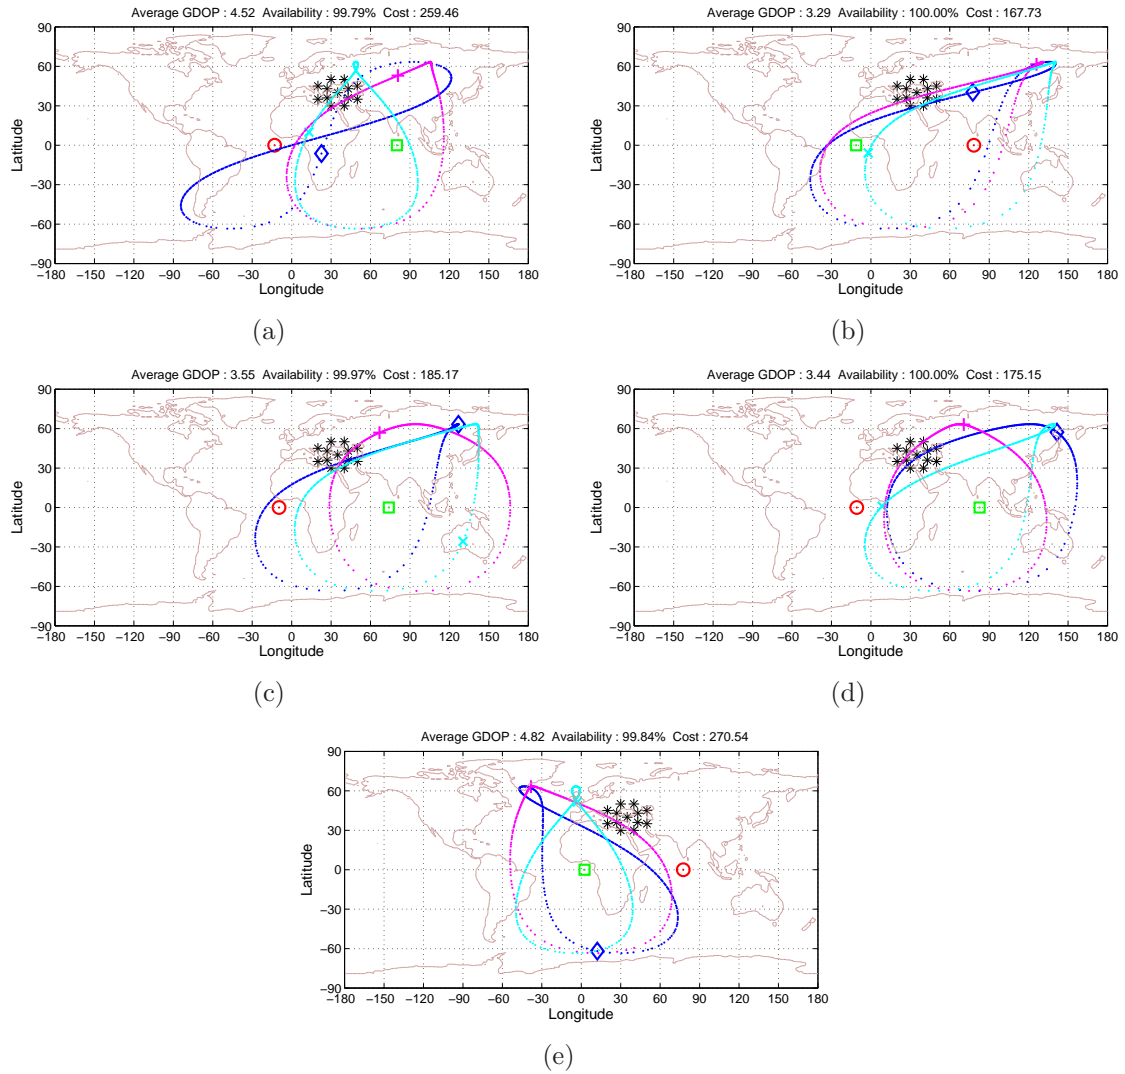 Average GDOP : 4.52 Availability : 99.79% Cost : 259.46
90
60
30
0
−30
−60
−90
Latitude
−180 −150 −120 −90 −60 −30 0 30 60 90 120 150 180
Longitude
(a)
Average GDOP : 3.29 Availability : 100.00% Cost : 167.73
90
60
30
0
−30
−60
−90
Latitude
−180 −150 −120 −90 −60 −30 0 30 60 90 120 150 180
Longitude
(b)
Average GDOP : 3.55 Availability : 99.97% Cost : 185.17
90
60
30
0
−30
−60
−90
Latitude
−180 −150 −120 −90 −60 −30 0 30 60 90 120 150 180
Longitude
(c)
Average GDOP : 3.44 Availability : 100.00% Cost : 175.15
90
60
30
0
−30
−60
−90
Latitude
−180 −150 −120 −90 −60 −30 0 30 60 90 120 150 180
Longitude
(d)
Average GDOP : 4.82 Availability : 99.84% Cost : 270.54
90
60
30
0
−30
−60
−90
Latitude
−180 −150 −120 −90 −60 −30 0 30 60 90 120 150 180
Longitude
(e)